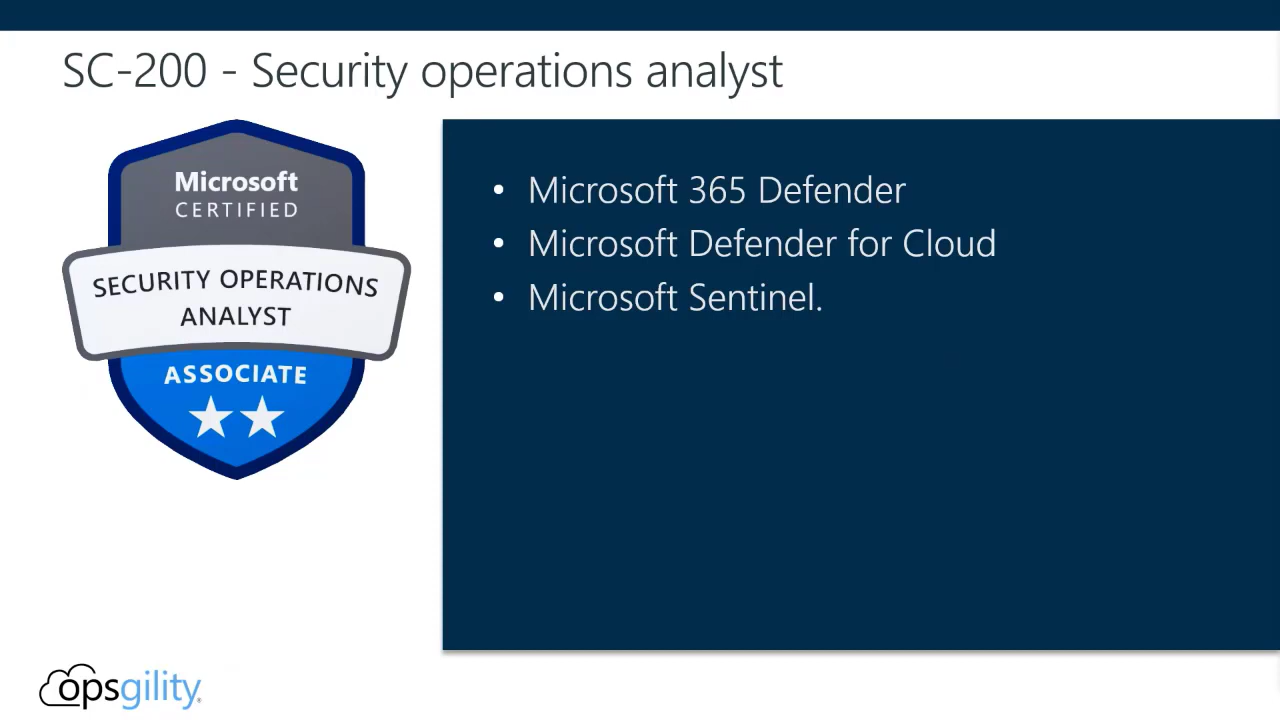 SC-200 - Security operations analyst
Microsoft
CERTIFIED
SECURITY OPERATIONS
ANALYST
ASSOCIATE
• Microsoft 365 Defender
• Microsoft Defender for Cloud
• Microsoft Sentinel.
opsgility®